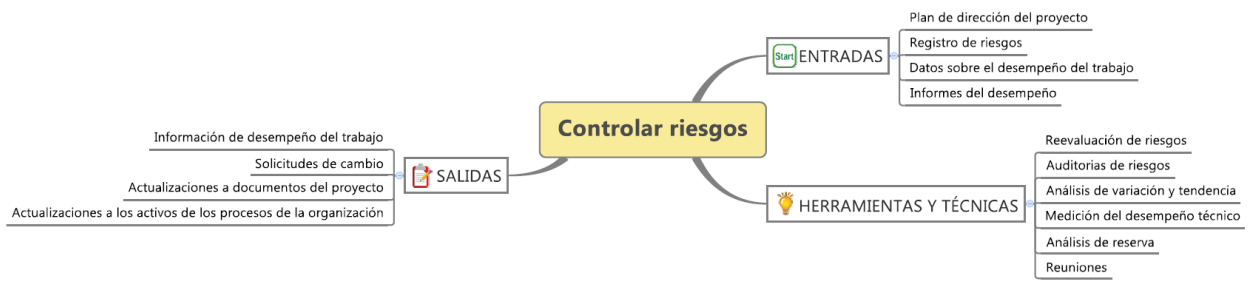 Controlar riesgos
Start
ENTRADAS
Plan de dirección del proyecto
Registro de riesgos
Datos sobre el desempeño del trabajo
Informes del desempeño
HERRAMIENTAS Y TÉCNICAS
Reevaluación de riesgos
Auditorias de riesgos
Análisis de variación y tendencia
Medición del desempeño técnico
Análisis de reserva
Reuniones
SALIDAS
Información de desempeño del trabajo
Solicitudes de cambio
Actualizaciones a documentos del proyecto
Actualizaciones a los activos de los procesos de la organización